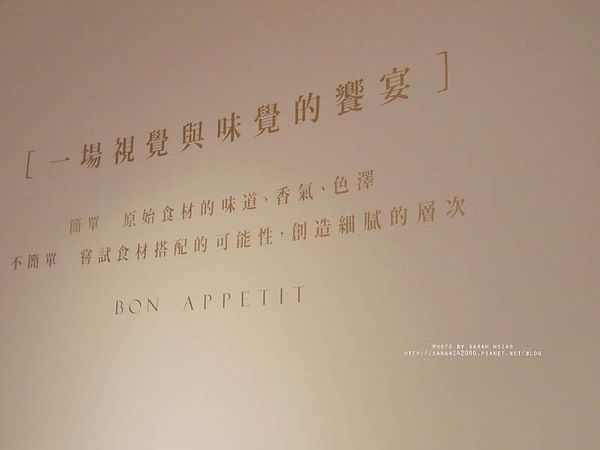 [一場視覺與味覺的饗宴]
簡單 原始食材的味道、香氣、色澤
不簡單 嘗試食材搭配的可能性,創造細膩的層次
BON APPETIT
PHOTO BY SARAH HSIAO
HTTP://SARAH142000.PIXNET.NET/BLOG